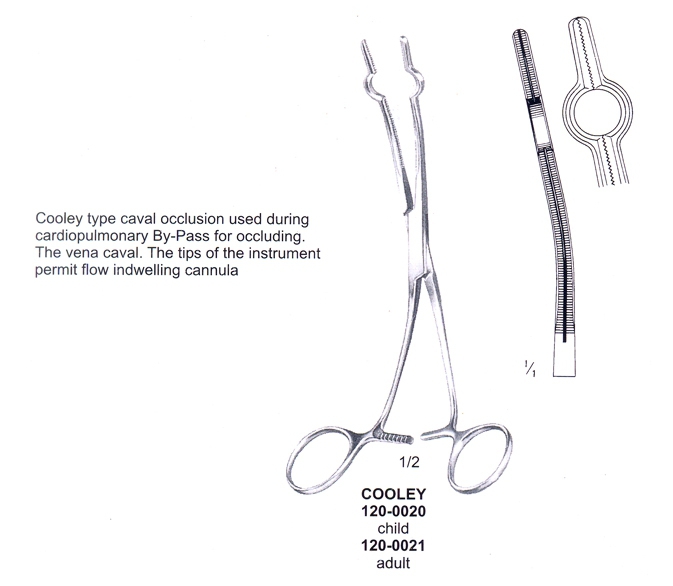 Cooley type caval occlusion used during
cardiopulmonary By-Pass for occluding.
The vena caval. The tips of the instrument
permit flow indwelling cannula
1/1
1/2
COOLEY
120-0020
child
120-0021
adult